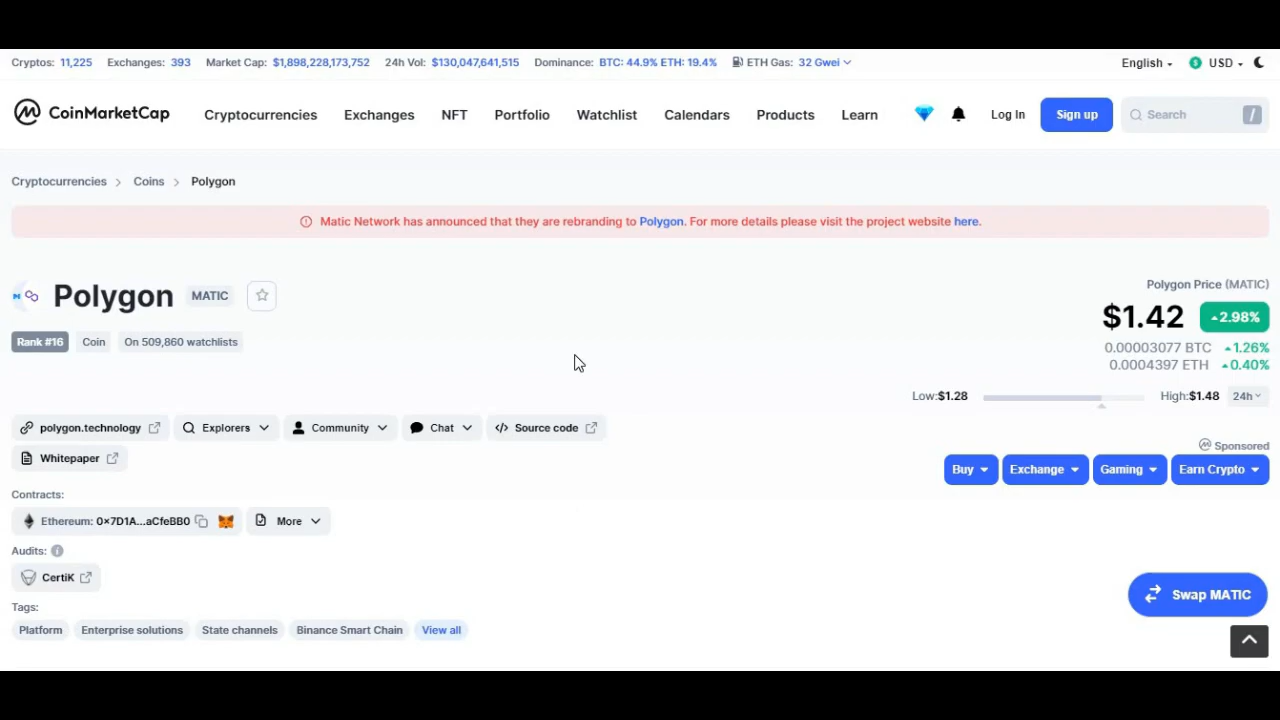 Cryptos: 11,225 Exchanges: 393 Market Cap: $1,898,228,173,752 24h Vol: $130,047,641,515 Dominance: BTC: 44.9% ETH: 19.4% ETH Gas: 32 Gwei English USD
CoinMarketCap Cryptocurrencies Exchanges NFT Portfolio Watchlist Calendars Products Learn Log In Sign up Search /
Cryptocurrencies > Coins > Polygon
Matic Network has announced that they are rebranding to Polygon. For more details please visit the project website here.
Polygon MATIC
Rank #16 Coin On 509,860 watchlists
Polygon Price (MATIC)
$1.42 2.98%
0.00003077 BTC 1.26%
0.0004397 ETH 0.40%
Low:$1.28 High:$1.48 24h
polygon.technology Explorers Community Chat Source code
Whitepaper
Sponsored
Buy Exchange Gaming Earn Crypto
Contracts:
Ethereum: 0x7D1A...aCfeBB0 More
Audits:
CertiK
Tags:
Platform Enterprise solutions State channels Binance Smart Chain View all
Swap MATIC